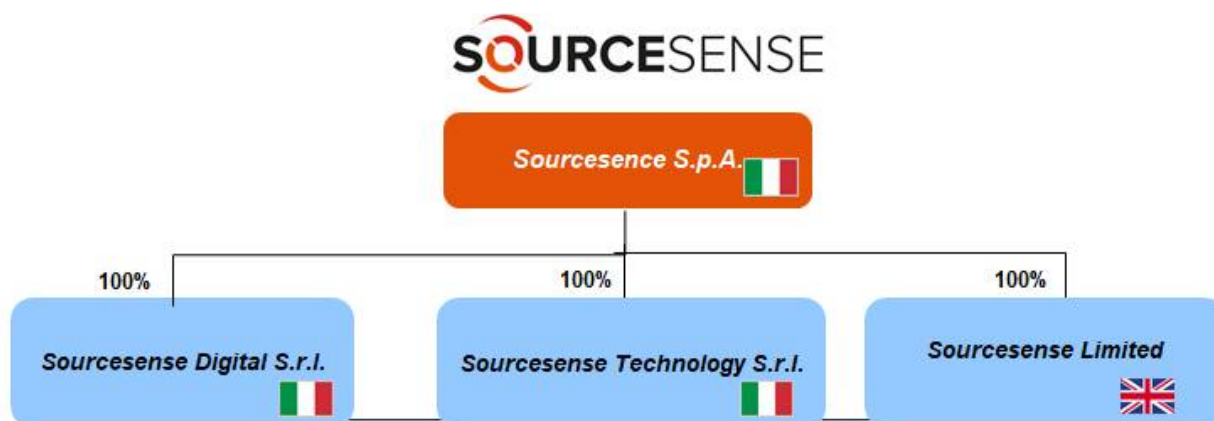 SOURCESENSE
Sourcesence S.p.A.
100% 100% 100%
Sourcesense Digital S.r.l. Sourcesense Technology S.r.l. Sourcesense Limited